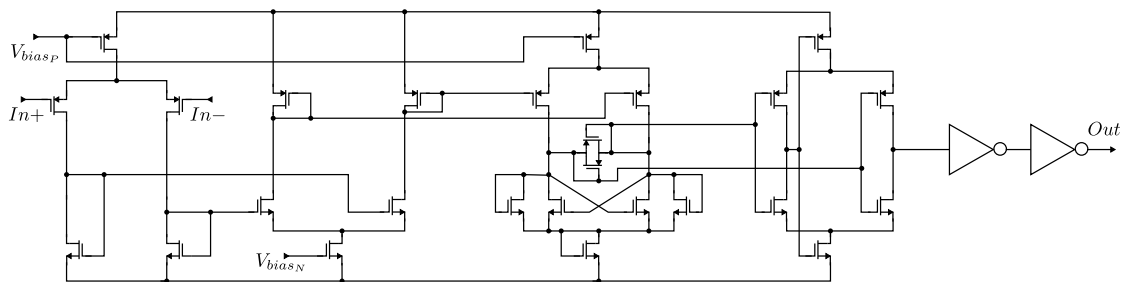 V_{bias_P}
In+
In−
V_{bias_N}
Out